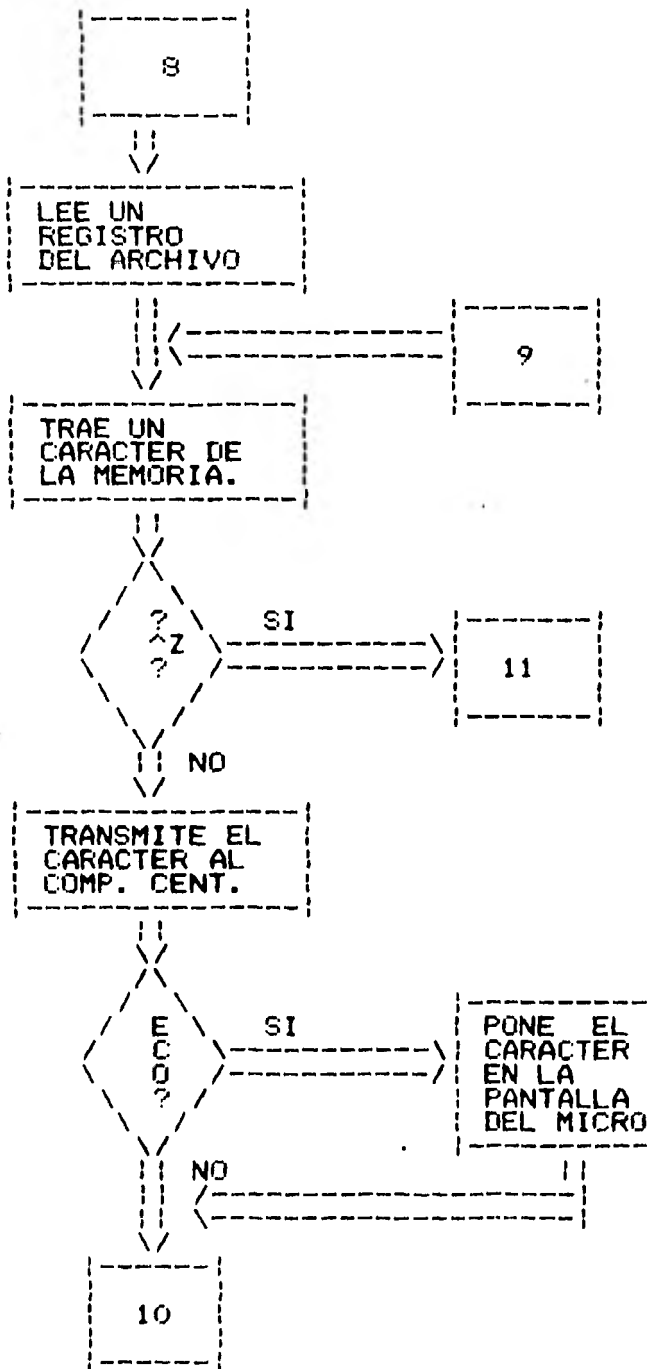 8
LEE UN
REGISTRO
DEL ARCHIVO
9
TRAE UN
CARACTER DE
LA MEMORIA.
?
^Z
?
SI
11
NO
TRANSMITE EL
CARACTER AL
COMP. CENT.
E
C
O
?
SI
PONE EL
CARACTER
EN LA
PANTALLA
DEL MICRO
NO
10